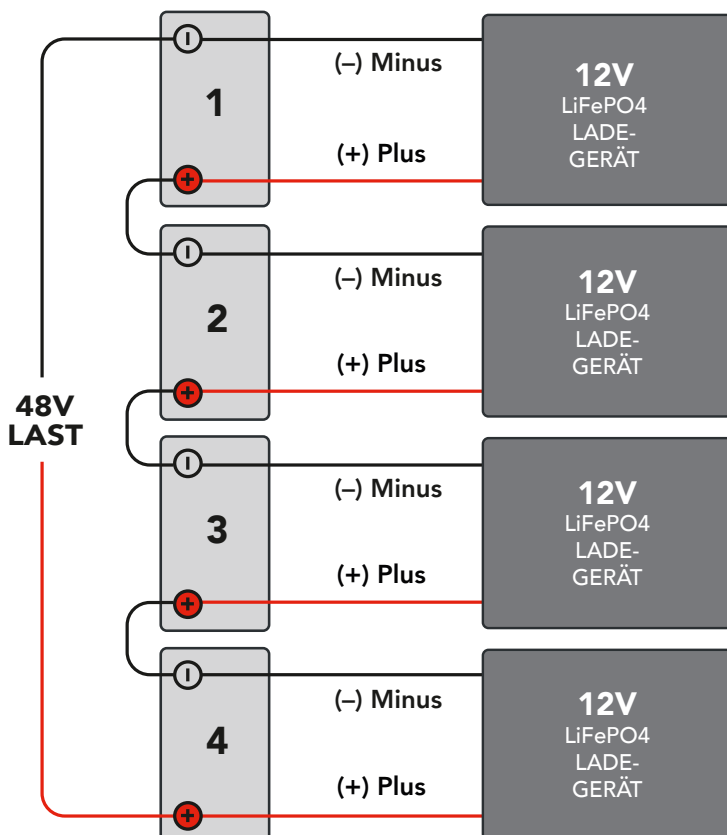 (–) Minus
1
(+) Plus
12V
LiFePO4
LADE-
GERÄT
(–) Minus
2
(+) Plus
12V
LiFePO4
LADE-
GERÄT
48V
LAST
(–) Minus
3
(+) Plus
12V
LiFePO4
LADE-
GERÄT
(–) Minus
4
(+) Plus
12V
LiFePO4
LADE-
GERÄT